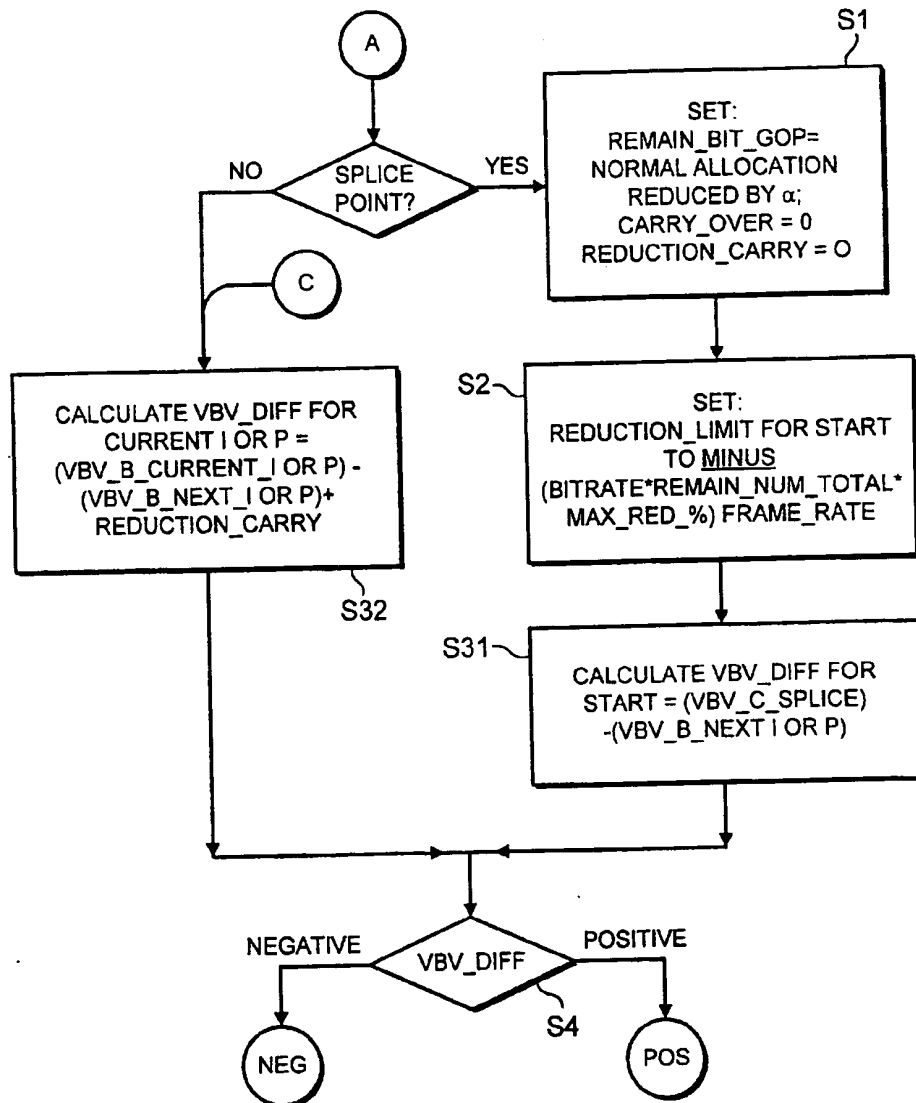 A
S1
SPLICE
POINT?
NO
YES
SET:
REMAIN_BIT_GOP=
NORMAL ALLOCATION
REDUCED BY α;
CARRY_OVER = 0
REDUCTION_CARRY = O
C
S2
SET:
REDUCTION_LIMIT FOR START
TO MINUS
(BITRATE*REMAIN_NUM_TOTAL*
MAX_RED_%) FRAME_RATE
CALCULATE VBV_DIFF FOR
CURRENT I OR P =
(VBV_B_CURRENT_I OR P) -
(VBV_B_NEXT_I OR P)+
REDUCTION_CARRY
S32
S31
CALCULATE VBV_DIFF FOR
START = (VBV_C_SPLICE)
-(VBV_B_NEXT I OR P)
NEGATIVE
POSITIVE
VBV_DIFF
S4
NEG
POS